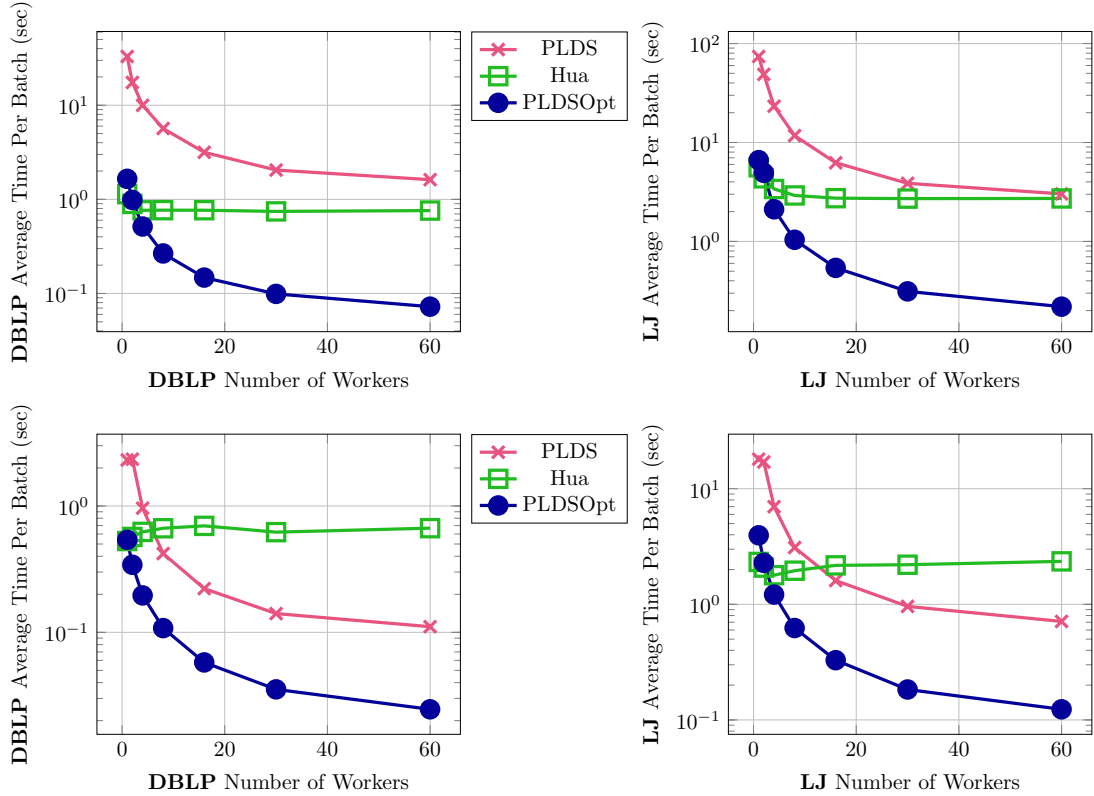 DBLP Average Time Per Batch (sec)
10^1
10^0
10^−1
0 20 40 60
DBLP Number of Workers
PLDS
Hua
PLDSOpt
LJ Average Time Per Batch (sec)
10^2
10^1
10^0
0 20 40 60
LJ Number of Workers
DBLP Average Time Per Batch (sec)
10^0
10^−1
0 20 40 60
DBLP Number of Workers
PLDS
Hua
PLDSOpt
LJ Average Time Per Batch (sec)
10^1
10^0
10^−1
0 20 40 60
LJ Number of Workers